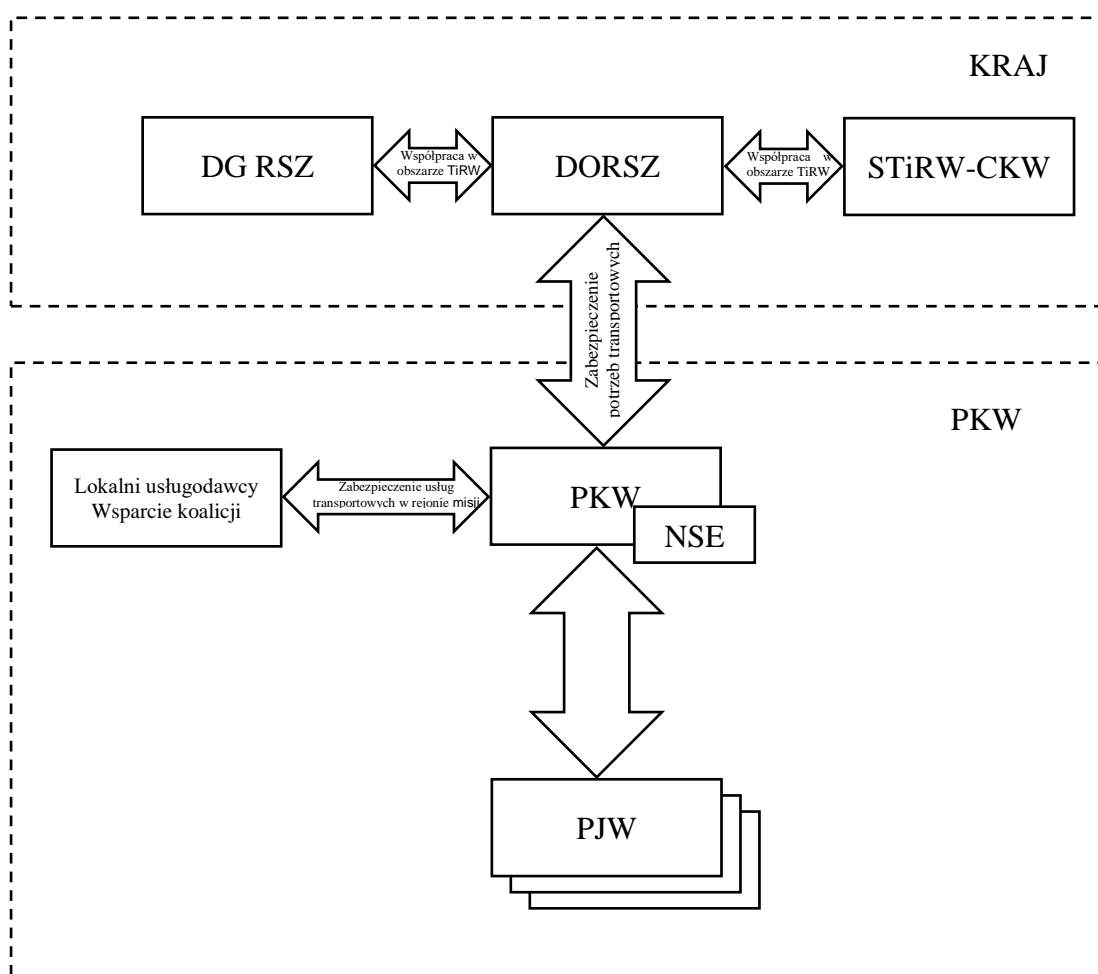 KRAJ
DG RSZ
Współpraca w
obszarze TiRW
DORSZ
Współpraca w
obszarze TiRW
STiRW-CKW
Zabezpieczenie
potrzeb transportowych
PKW
Lokalni usługodawcy
Wsparcie koalicji
Zabezpieczenie usług
transportowych w rejonie misji
PKW
NSE
PJW